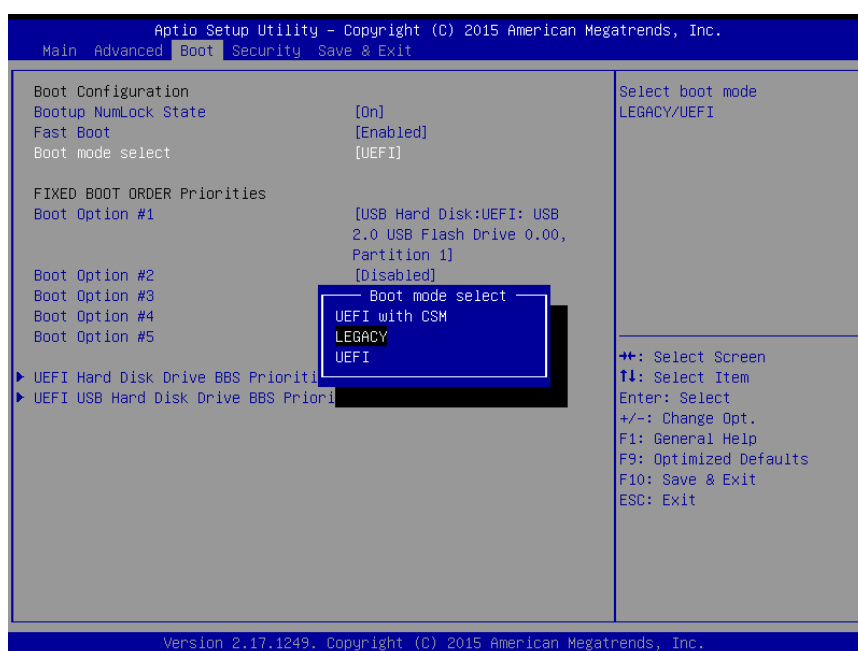 Aptio Setup Utility – Copyright (C) 2015 American Megatrends, Inc.
Main Advanced Boot Security Save & Exit
Boot Configuration
Bootup NumLock State [On]
Fast Boot [Enabled]
Boot mode select [UEFI]
FIXED BOOT ORDER Priorities
Boot Option #1 [USB Hard Disk:UEFI: USB
2.0 USB Flash Drive 0.00,
Partition 1]
Boot Option #2 [Disabled]
Boot Option #3
Boot Option #4
Boot Option #5
UEFI Hard Disk Drive BBS Prioriti
UEFI USB Hard Disk Drive BBS Priori
Boot mode select
UEFI with CSM
LEGACY
UEFI
Select boot mode
LEGACY/UEFI
→←: Select Screen
↑↓: Select Item
Enter: Select
+/-: Change Opt.
F1: General Help
F9: Optimized Defaults
F10: Save & Exit
ESC: Exit
Version 2.17.1249. Copyright (C) 2015 American Megatrends, Inc.